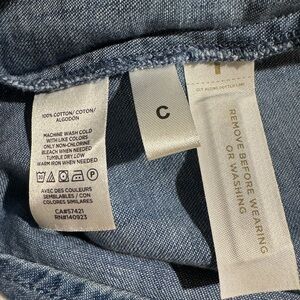 100% COTTON/ COTON/
ALGODÓN
MACHINE WASH COLD
WITH LIKE COLORS
ONLY NON-CHLORINE
BLEACH WHEN NEEDED
TUMBLE DRY LOW
WARM IRON WHEN NEEDED
AVEC DES COULEURS
SEMBLABLES / CON
COLORES SIMILARES
CA#57421
RN#140923
C
REMOVE BEFORE WEARING
OR WASHING